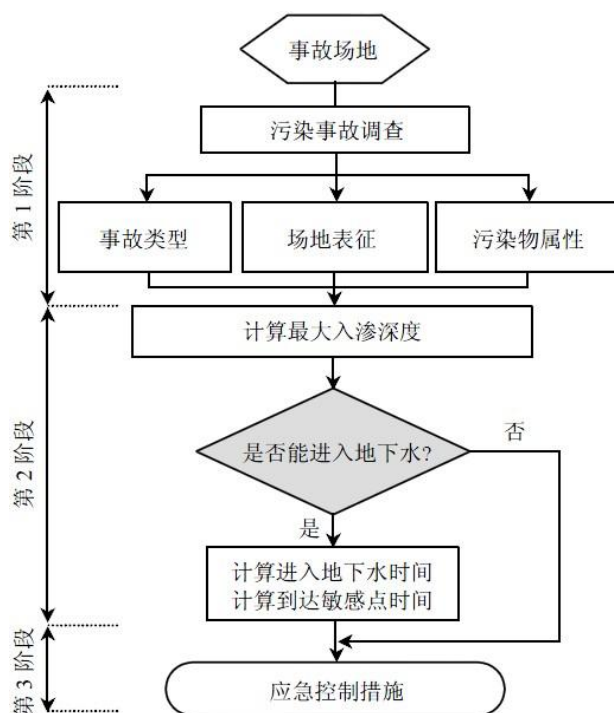 事故场地
第1阶段
污染事故调查
事故类型
场地表征
污染物属性
第2阶段
计算最大入渗深度
是否能进入地下水?
否
是
计算进入地下水时间
计算到达敏感点时间
第3阶段
应急控制措施